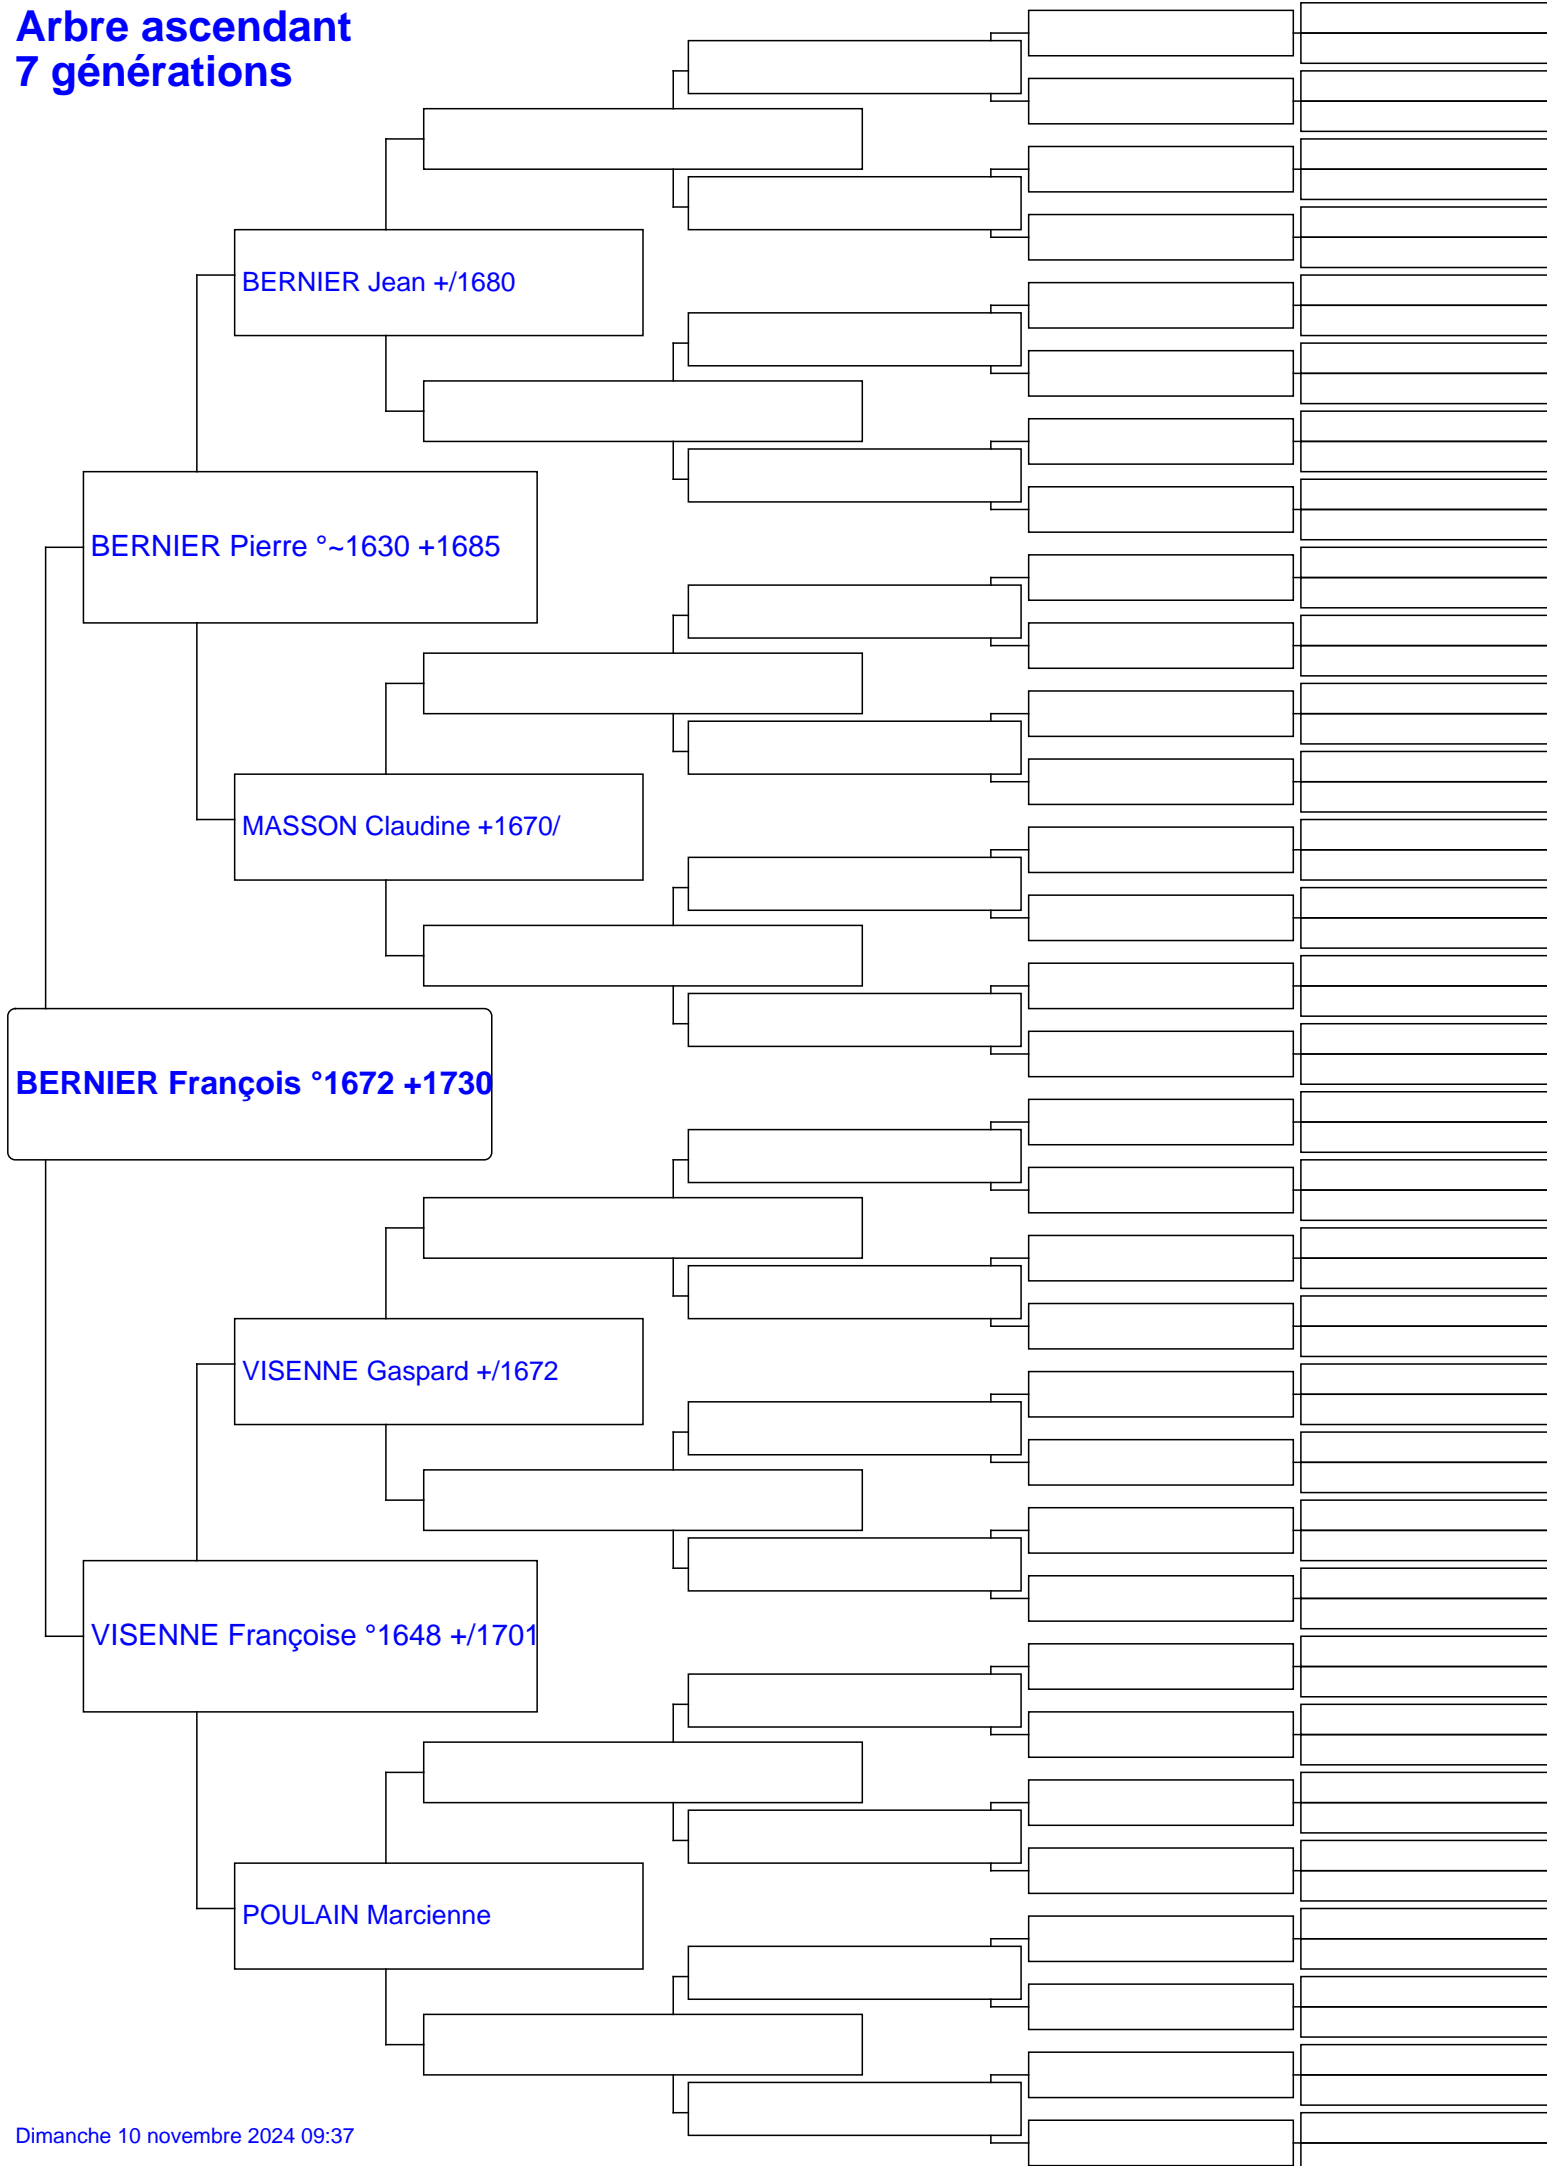 Arbre ascendant
7 générations
BERNIER Jean +/1680
BERNIER Pierre °~1630 +1685
MASSON Claudine +1670/
BERNIER François °1672 +1730
VISENNE Gaspard +/1672
VISENNE Françoise °1648 +/1701
POULAIN Marcienne
Dimanche 10 novembre 2024 09:37